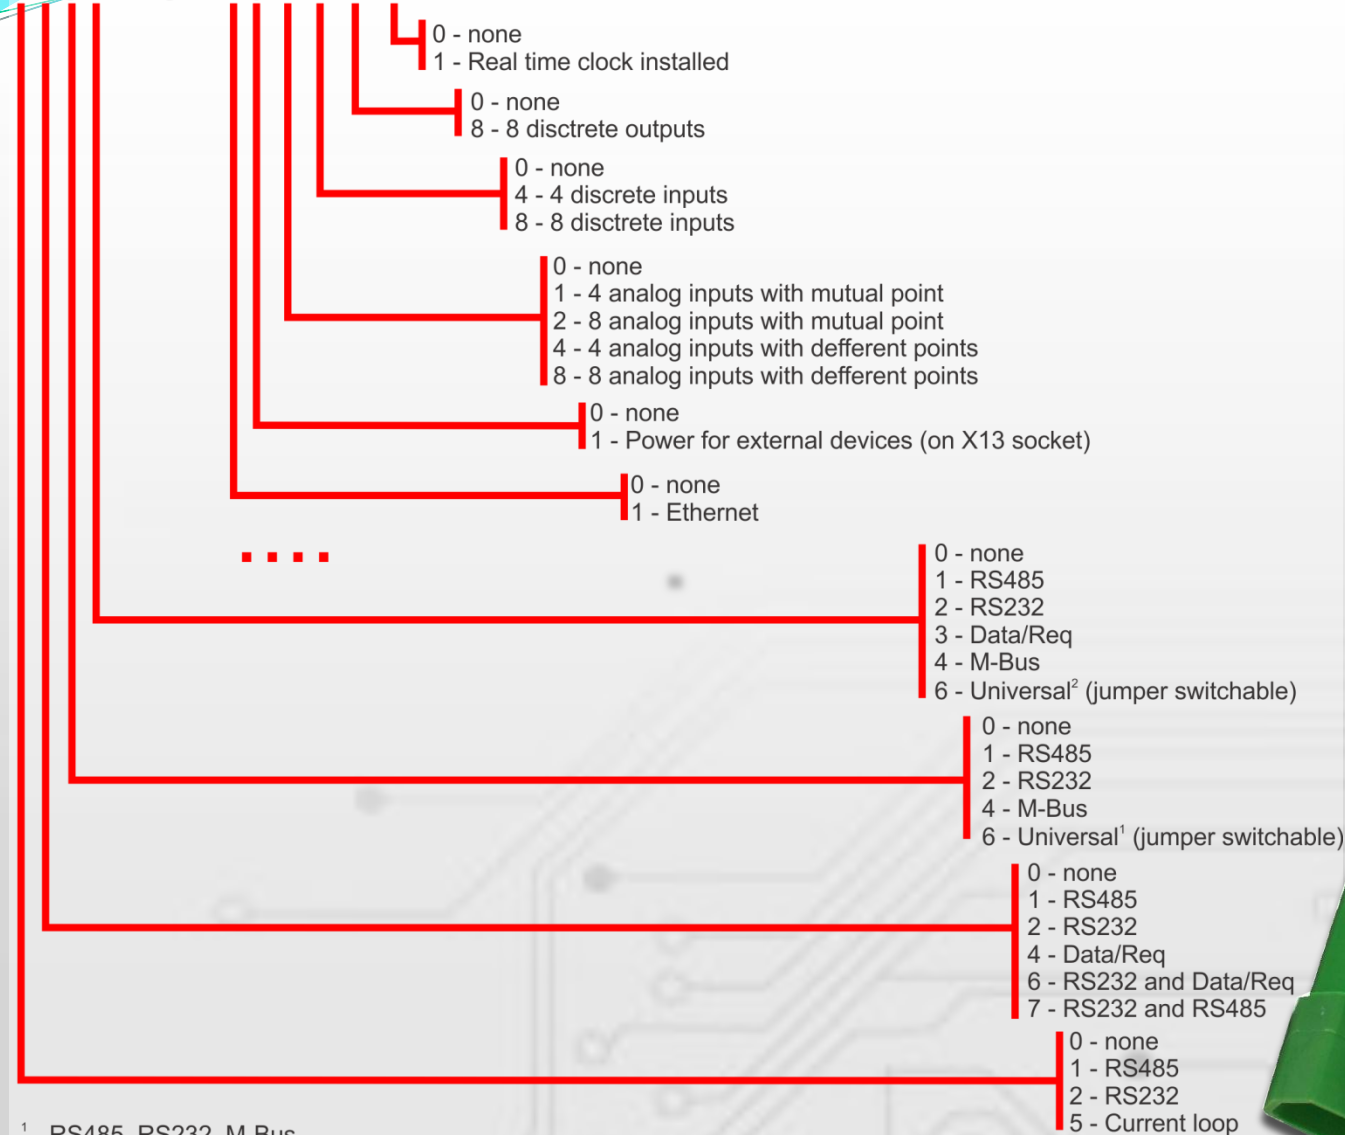 0 - none
1 - Real time clock installed
0 - none
8 - 8 disctrete outputs
0 - none
4 - 4 discrete inputs
8 - 8 disctrete inputs
0 - none
1 - 4 analog inputs with mutual point
2 - 8 analog inputs with mutual point
4 - 4 analog inputs with defferent points
8 - 8 analog inputs with defferent points
0 - none
1 - Power for external devices (on X13 socket)
0 - none
1 - Ethernet
....
0 - none
1 - RS485
2 - RS232
3 - Data/Req
4 - M-Bus
6 - Universal² (jumper switchable)
0 - none
1 - RS485
2 - RS232
4 - M-Bus
6 - Universal¹ (jumper switchable)
0 - none
1 - RS485
2 - RS232
4 - Data/Req
6 - RS232 and Data/Req
7 - RS232 and RS485
0 - none
1 - RS485
2 - RS232
5 - Current loop
¹ RS485, RS232, M-Bus